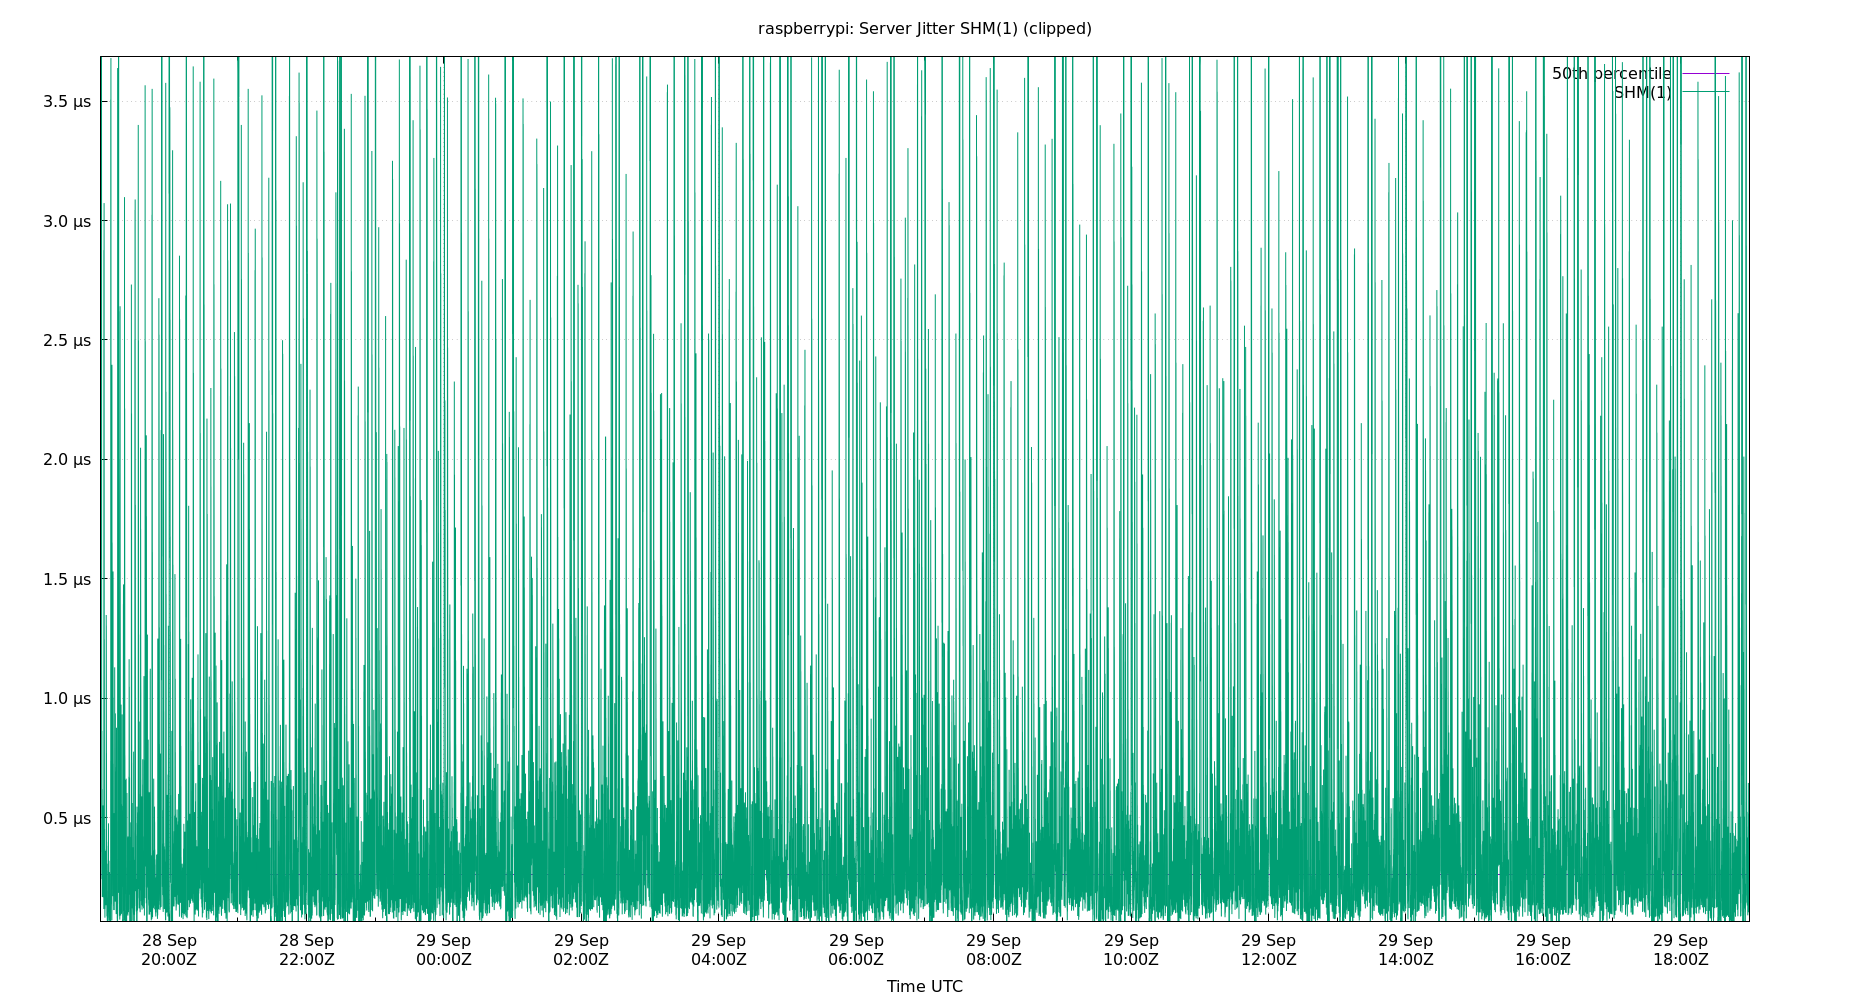 raspberrypi: Server Jitter SHM(1) (clipped)
50th percentile
SHM(1)
3.5 μs
3.0 μs
2.5 μs
2.0 μs
1.5 μs
1.0 μs
0.5 μs
28 Sep 28 Sep 29 Sep 29 Sep 29 Sep 29 Sep 29 Sep 29 Sep 29 Sep 29 Sep 29 Sep 29 Sep
20:00Z 22:00Z 00:00Z 02:00Z 04:00Z 06:00Z 08:00Z 10:00Z 12:00Z 14:00Z 16:00Z 18:00Z
Time UTC